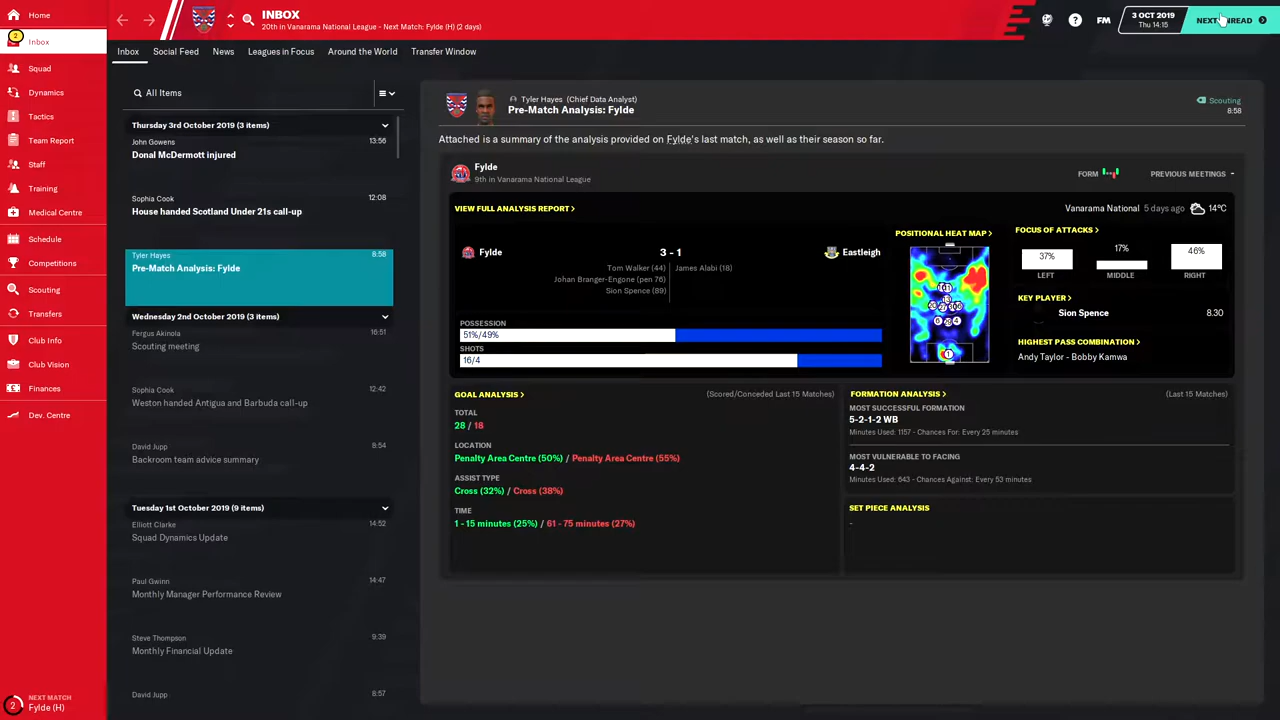 Home
INBOX
20th in Vanarama National League - Next Match: Fylde (H) (2 days)
?
FM
3 OCT 2019
Thu 14:15
NEXT UNREAD
2
Inbox
Squad
Dynamics
Tactics
Team Report
Staff
Training
Medical Centre
Schedule
Competitions
Scouting
Transfers
Club Info
Club Vision
Finances
Dev. Centre
2
NEXT MATCH
Fylde (H)
Inbox Social Feed News Leagues in Focus Around the World Transfer Window
All Items
Thursday 3rd October 2019 (3 items)
John Gowens 13:56
Donal McDermott injured
Sophia Cook 12:08
House handed Scotland Under 21s call-up
Tyler Hayes 8:58
Pre-Match Analysis: Fylde
Wednesday 2nd October 2019 (3 items)
Fergus Akinola 16:51
Scouting meeting
Sophia Cook 12:42
Weston handed Antigua and Barbuda call-up
David Jupp 8:54
Backroom team advice summary
Tuesday 1st October 2019 (9 items)
Elliott Clarke 14:52
Squad Dynamics Update
Paul Gwinn 14:47
Monthly Manager Performance Review
Steve Thompson 9:39
Monthly Financial Update
David Jupp 8:57
Tyler Hayes (Chief Data Analyst)
Pre-Match Analysis: Fylde
Scouting
8:58
Attached is a summary of the analysis provided on Fylde's last match, as well as their season so far.
Fylde
9th in Vanarama National League
FORM
PREVIOUS MEETINGS
VIEW FULL ANALYSIS REPORT >
Vanarama National 5 days ago 14°C
Fylde 3 - 1 Eastleigh
Tom Walker (44) James Alabi (18)
Johan Branger-Engone (pen 76)
Sion Spence (89)
POSSESSION
51%/49%
SHOTS
16/4
POSITIONAL HEAT MAP >
FOCUS OF ATTACKS >
37% 17% 46%
LEFT MIDDLE RIGHT
KEY PLAYER >
Sion Spence 8.30
HIGHEST PASS COMBINATION >
Andy Taylor - Bobby Kamwa
GOAL ANALYSIS > (Scored/Conceded Last 15 Matches)
TOTAL
28 / 18
LOCATION
Penalty Area Centre (50%) / Penalty Area Centre (55%)
ASSIST TYPE
Cross (32%) / Cross (38%)
TIME
1 - 15 minutes (25%) / 61 - 75 minutes (27%)
FORMATION ANALYSIS > (Last 15 Matches)
MOST SUCCESSFUL FORMATION
5-2-1-2 WB
Minutes Used: 1157 - Chances For: Every 25 minutes
MOST VULNERABLE TO FACING
4-4-2
Minutes Used: 643 - Chances Against: Every 53 minutes
SET PIECE ANALYSIS
-